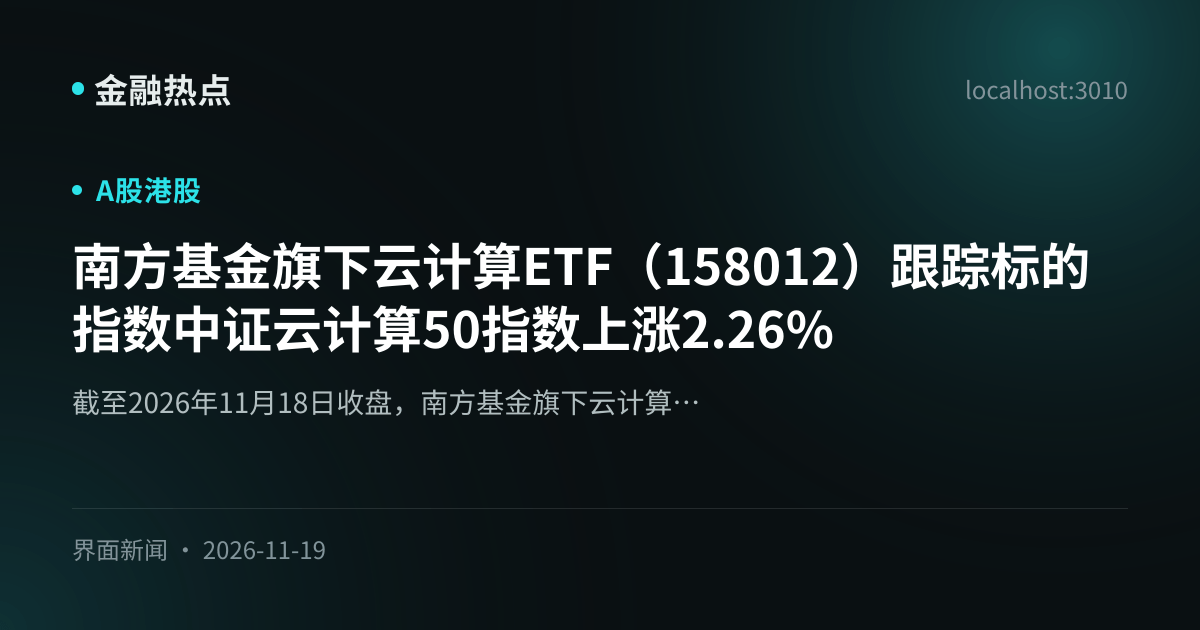 金融热点
localhost:3010
A股港股
南方基金旗下云计算ETF（158012）跟踪标的
指数中证云计算50指数上涨2.26%
截至2026年11月18日收盘，南方基金旗下云计算…
界面新闻 • 2026-11-19